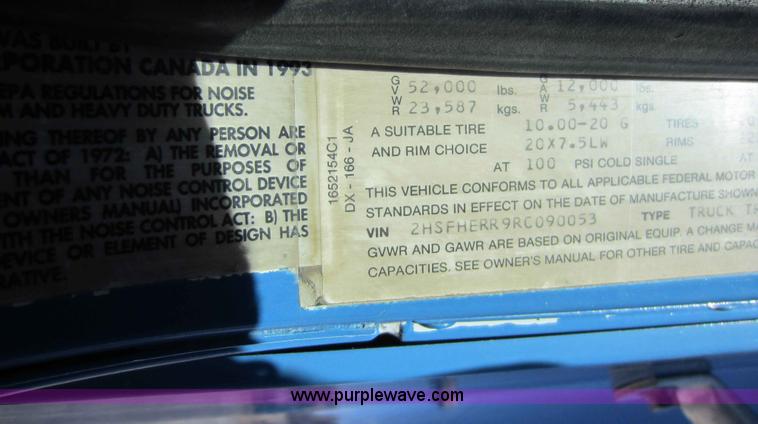 WAS BUILT BY
CORPORATION CANADA IN 1993
EPA REGULATIONS FOR NOISE
AND HEAVY DUTY TRUCKS.
THEREOF BY ANY PERSON ARE
ACT OF 1972: A) THE REMOVAL OR
THAN FOR THE PURPOSES OF
OF ANY NOISE CONTROL DEVICE
OWNERS MANUAL) INCORPORATED
WITH THE NOISE CONTROL ACT: B) THE
DEVICE OR ELEMENT OF DESIGN HAS
1652154C1
DX - 166 - JA
GVWR 52,000 lbs. GAWR 12,000 lbs.
23,587 kgs. 5,443 kgs.
A SUITABLE TIRE 10.00-20 G TIRES
AND RIM CHOICE 20X7.5LW RIMS
AT 100 PSI COLD SINGLE AT
THIS VEHICLE CONFORMS TO ALL APPLICABLE FEDERAL MOTOR
STANDARDS IN EFFECT ON THE DATE OF MANUFACTURE SHOWN
VIN 2HSFHERR9RC090053 TYPE TRUCK
GVWR AND GAWR ARE BASED ON ORIGINAL EQUIP. A CHANGE
CAPACITIES. SEE OWNER'S MANUAL FOR OTHER TIRE AND
www.purplewave.com